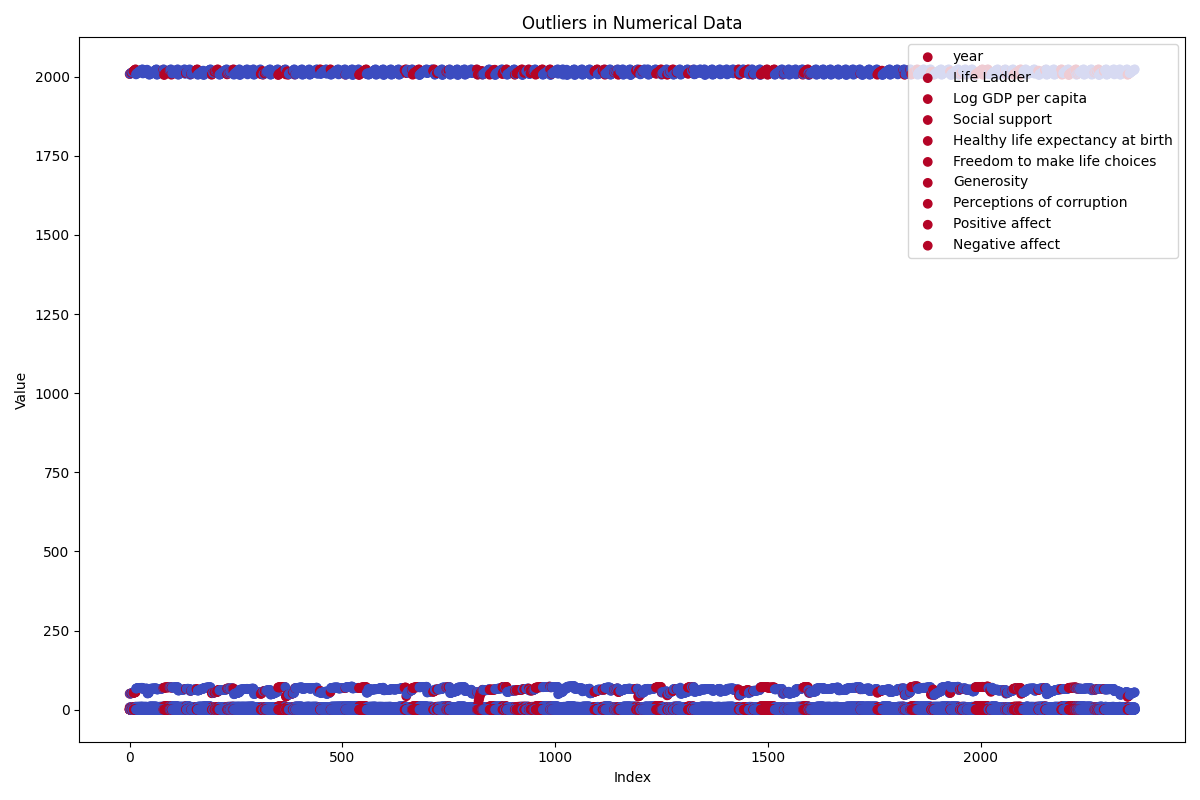 Outliers in Numerical Data
year
Life Ladder
Log GDP per capita
Social support
Healthy life expectancy at birth
Freedom to make life choices
Generosity
Perceptions of corruption
Positive affect
Negative affect
2000
1750
1500
1250
1000
750
500
250
0
Value
0 500 1000 1500 2000
Index